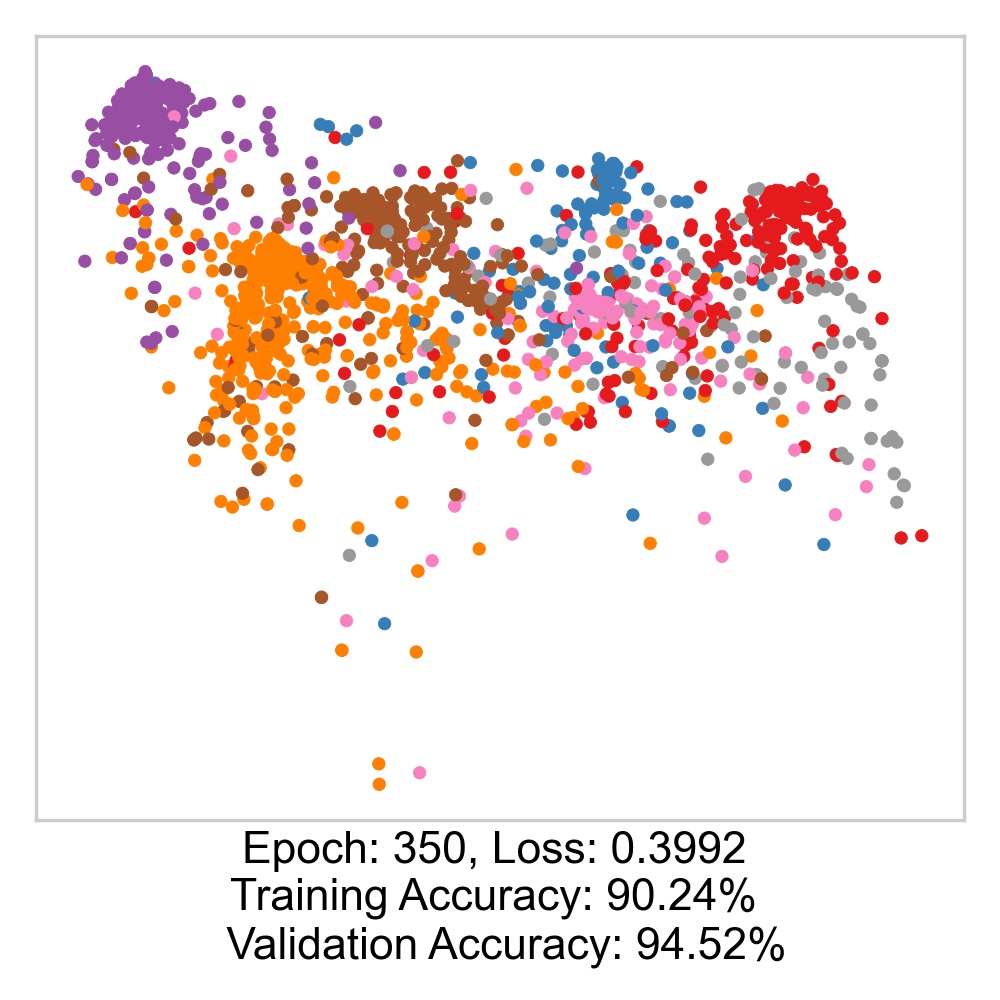 Epoch: 350, Loss: 0.3992
Training Accuracy: 90.24%
Validation Accuracy: 94.52%